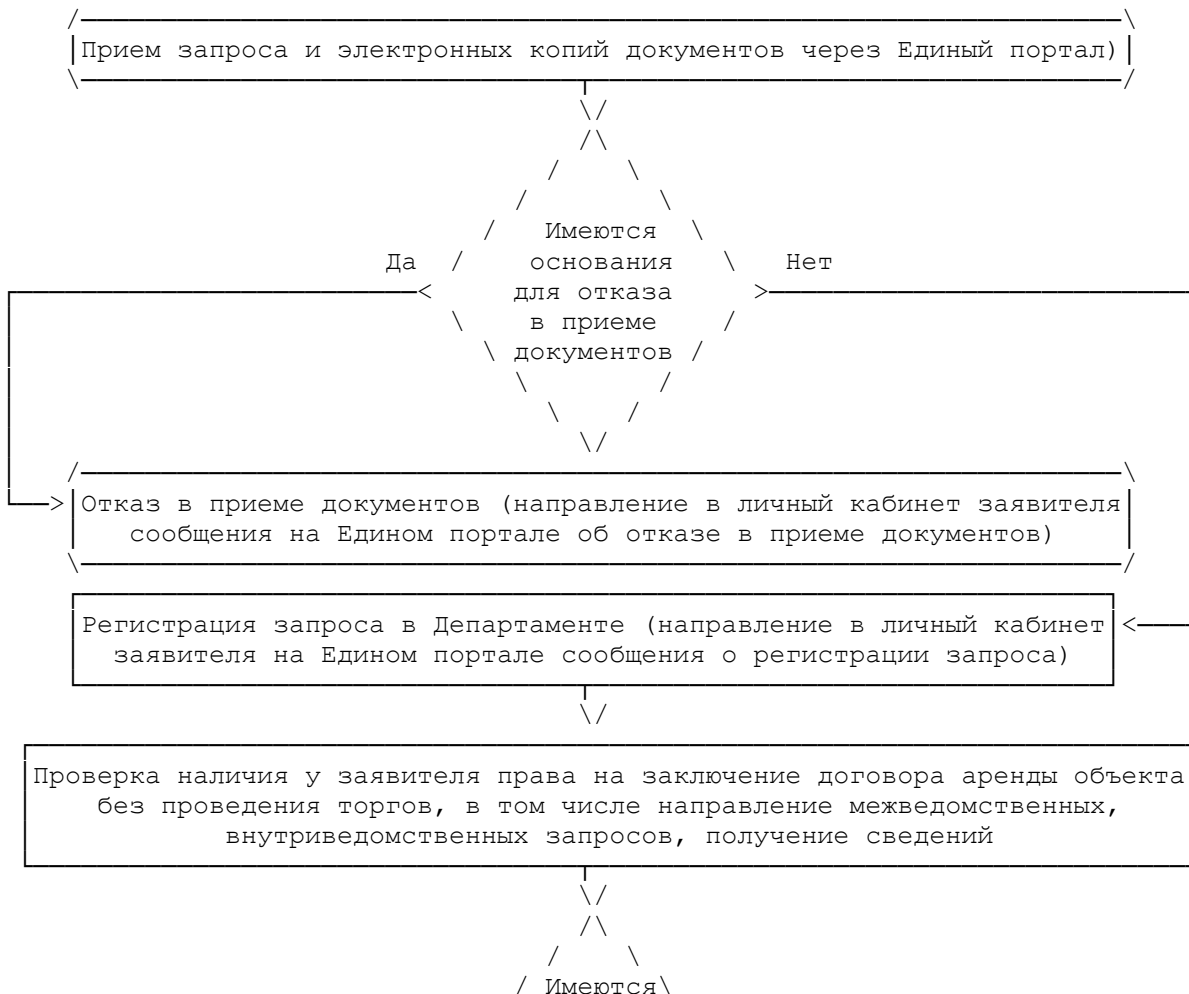 Прием запроса и электронных копий документов через Единый портал)
Имеются
Да основания Нет
для отказа
в приеме
документов
Отказ в приеме документов (направление в личный кабинет заявителя
сообщения на Едином портале об отказе в приеме документов)
Регистрация запроса в Департаменте (направление в личный кабинет
заявителя на Едином портале сообщения о регистрации запроса)
Проверка наличия у заявителя права на заключение договора аренды объекта
без проведения торгов, в том числе направление межведомственных,
внутриведомственных запросов, получение сведений
Имеются